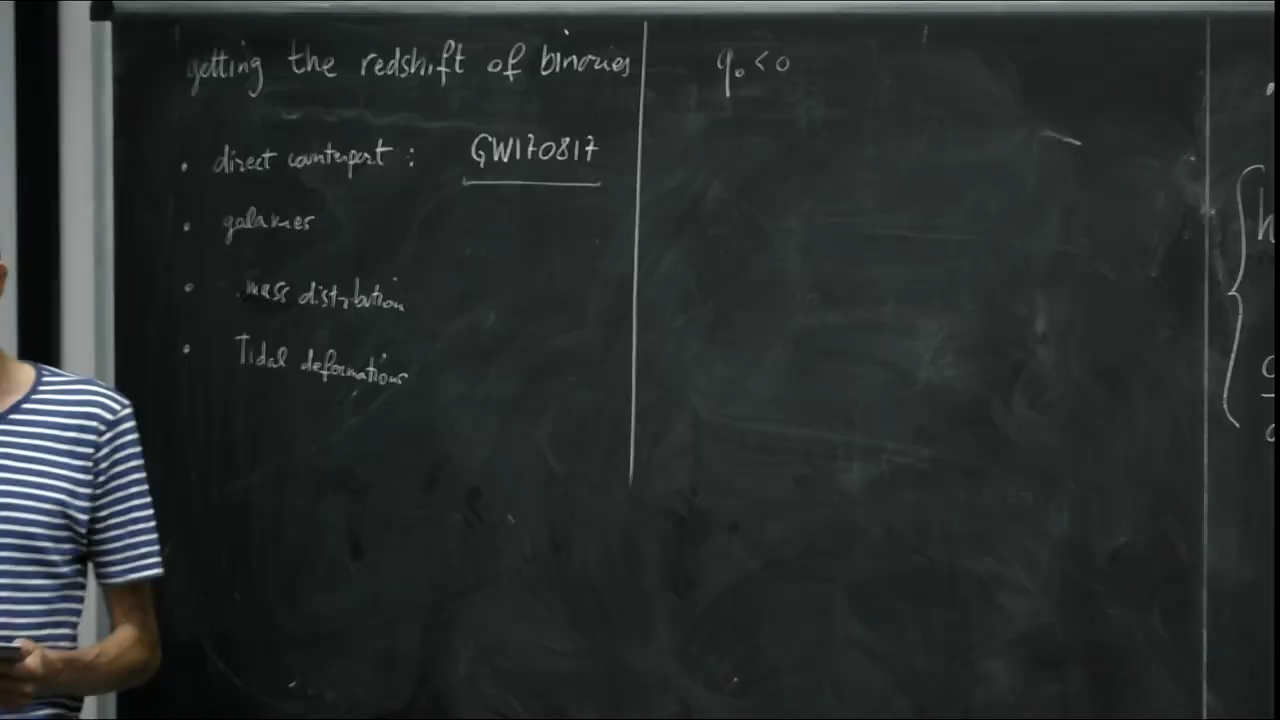 getting the redshift of binaries
• direct counterpart : GW170817
• galaxies
• mass distribution
• Tidal deformations
q₀ < 0